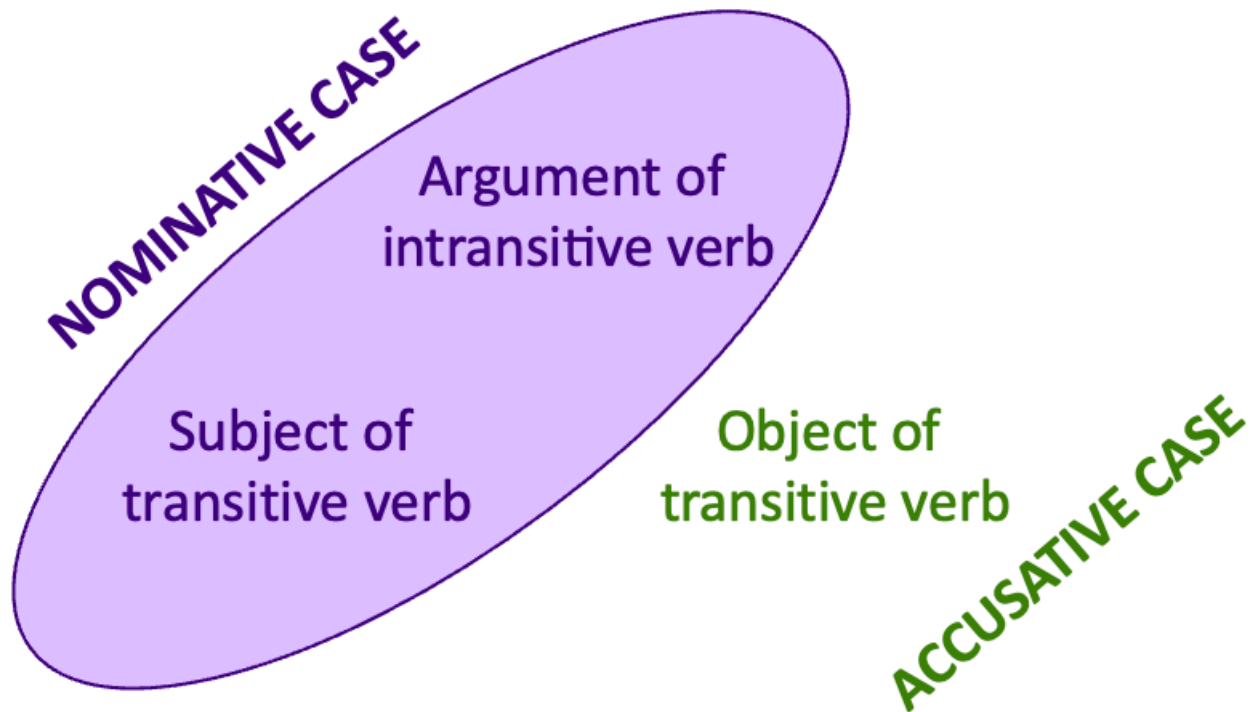 NOMINATIVE CASE
Argument of
intransitive verb
Subject of
transitive verb
Object of
transitive verb
ACCUSATIVE CASE